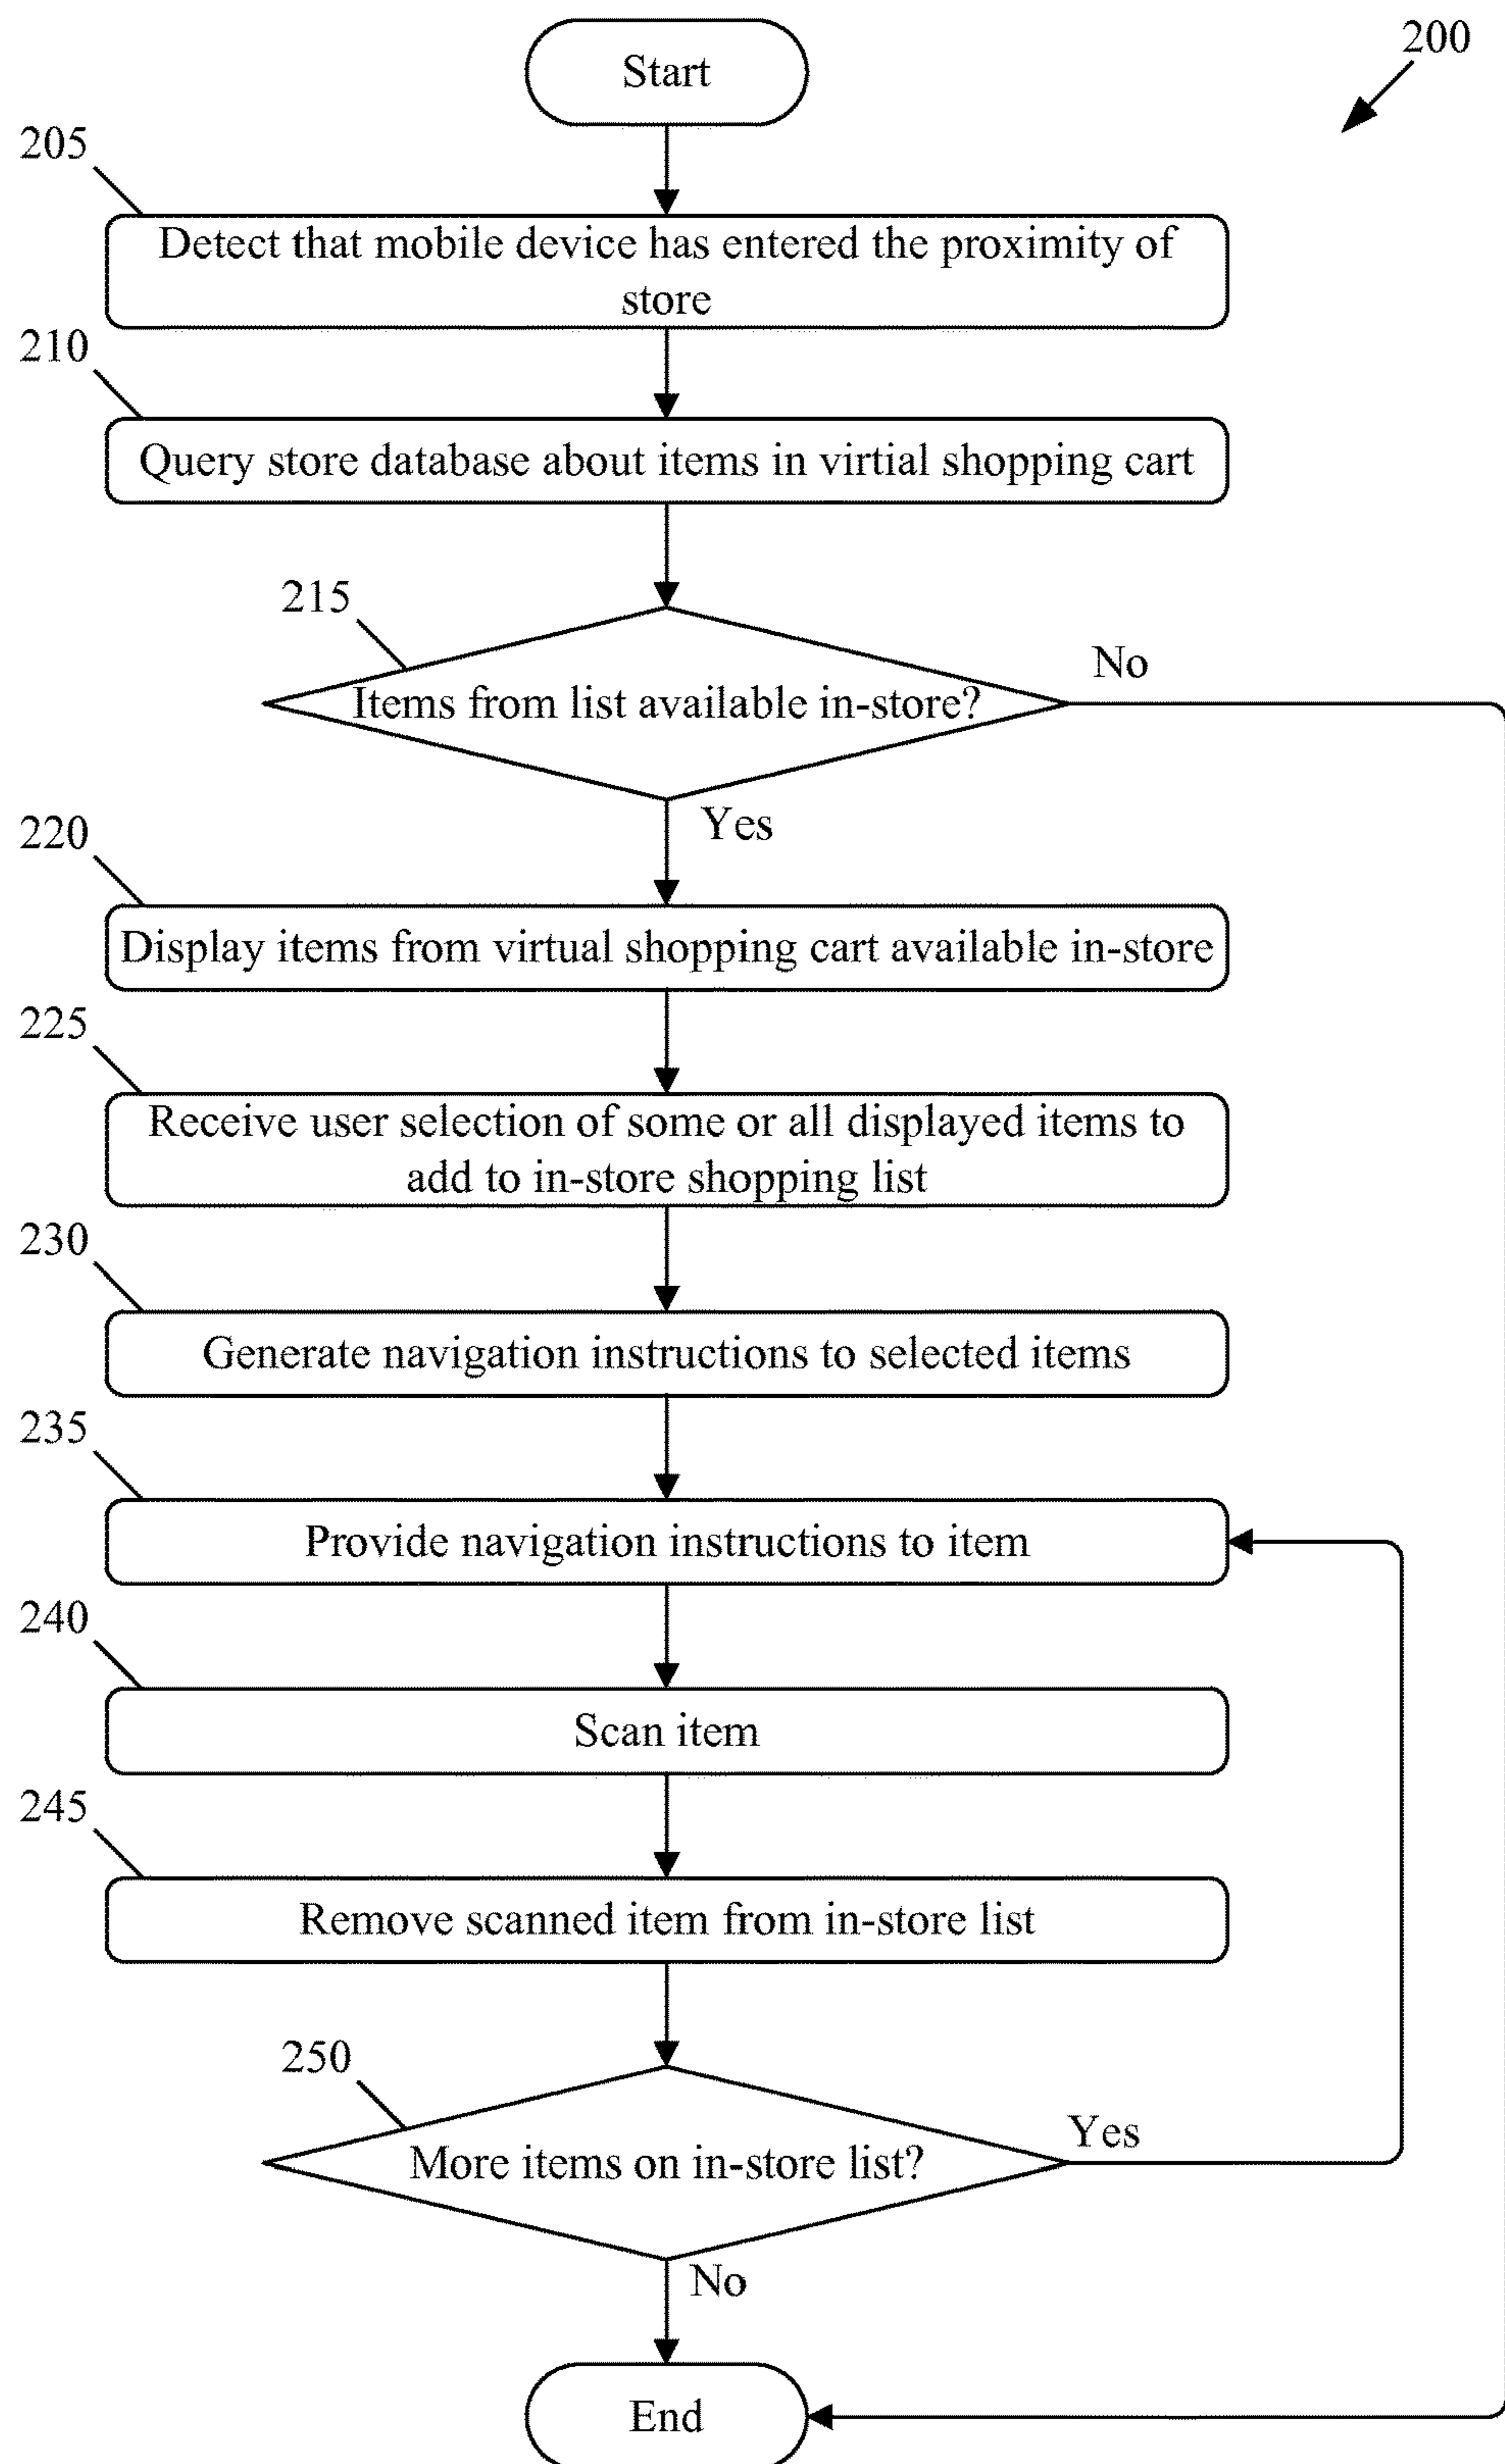 Start
200
205
Detect that mobile device has entered the proximity of
store
210
Query store database about items in virtial shopping cart
215
Items from list available in-store?
No
Yes
220
Display items from virtual shopping cart available in-store
225
Receive user selection of some or all displayed items to
add to in-store shopping list
230
Generate navigation instructions to selected items
235
Provide navigation instructions to item
240
Scan item
245
Remove scanned item from in-store list
250
More items on in-store list?
Yes
No
End